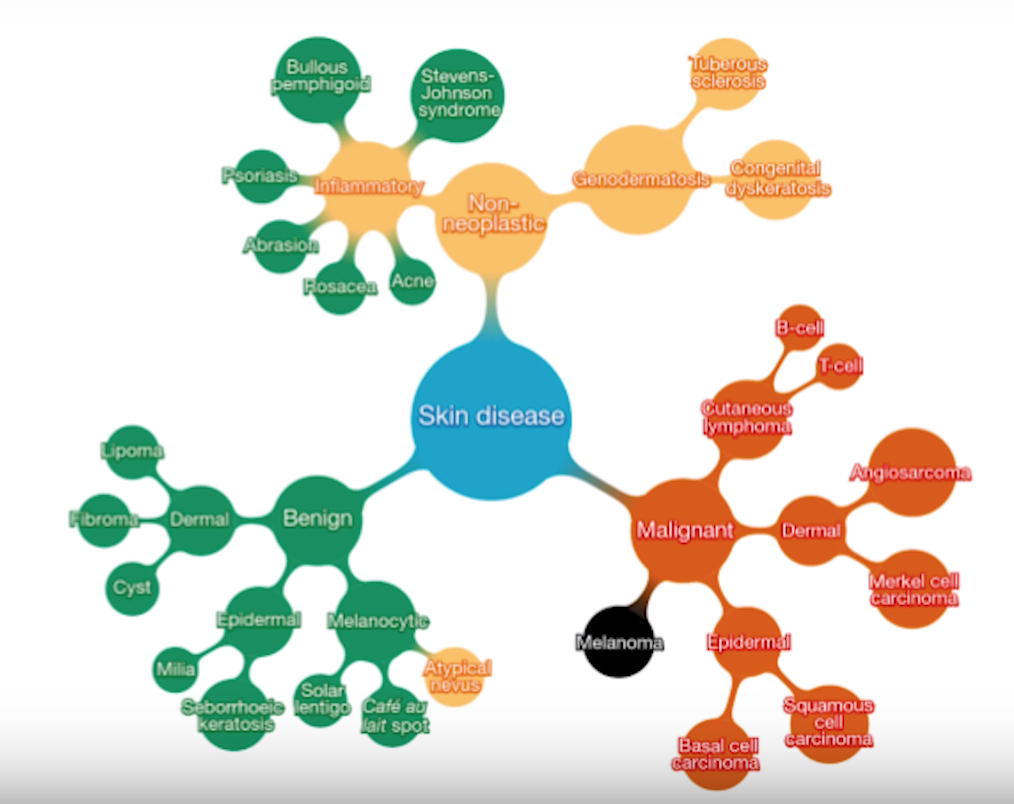 Bullous
pemphigoid
Stevens-
Johnson
syndrome
Psoriasis
Inflammatory
Abrasion
Rosacea
Acne
Non-
neoplastic
Genodermatosis
Tuberous
sclerosis
Congenital
dyskeratosis
Skin disease
B-cell
T-cell
Cutaneous
lymphoma
Angiosarcoma
Malignant
Dermal
Merkel cell
carcinoma
Melanoma
Epidermal
Squamous
cell
carcinoma
Basal cell
carcinoma
Lipoma
Fibroma
Dermal
Benign
Cyst
Epidermal
Melanocytic
Milia
Seborrhoeic
keratosis
Solar
lentigo
Café au
lait spot
Atypical
nevus